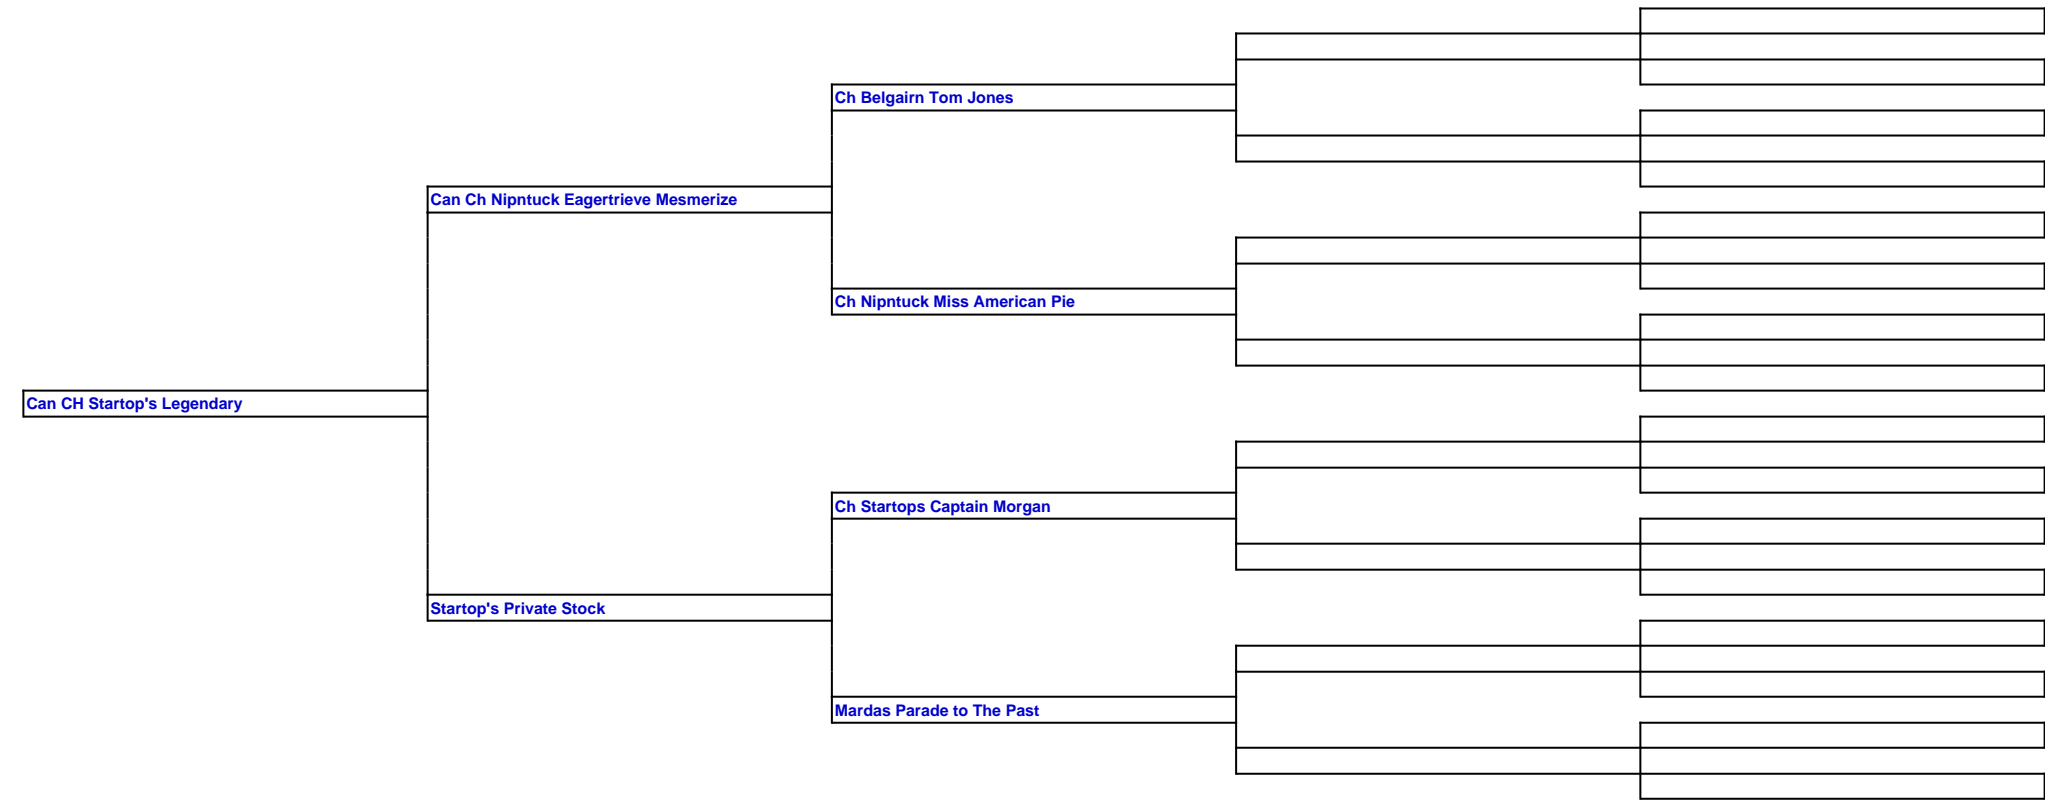 Ch Belgairn Tom Jones
Can Ch Nipntuck Eagertrieve Mesmerize
Ch Nipntuck Miss American Pie
Can CH Startop's Legendary
Ch Startops Captain Morgan
Startop's Private Stock
Mardas Parade to The Past